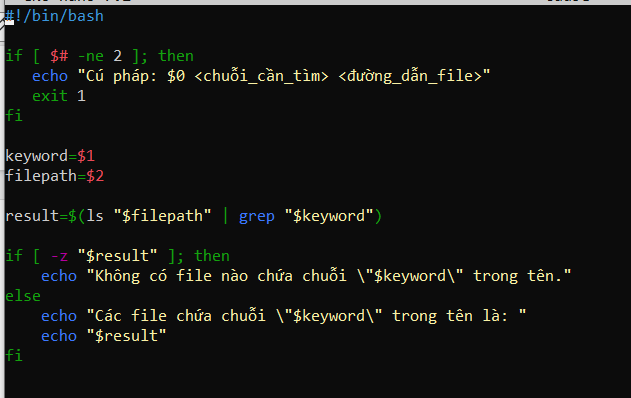 #!/bin/bash
if [ $# -ne 2 ]; then
echo "Cú pháp: $0 <chuỗi_cần_tìm> <đường_dẫn_file>"
exit 1
fi
keyword=$1
filepath=$2
result=$(ls "$filepath" | grep "$keyword")
if [ -z "$result" ]; then
echo "Không có file nào chứa chuỗi \"$keyword\" trong tên."
else
echo "Các file chứa chuỗi \"$keyword\" trong tên là: "
echo "$result"
fi